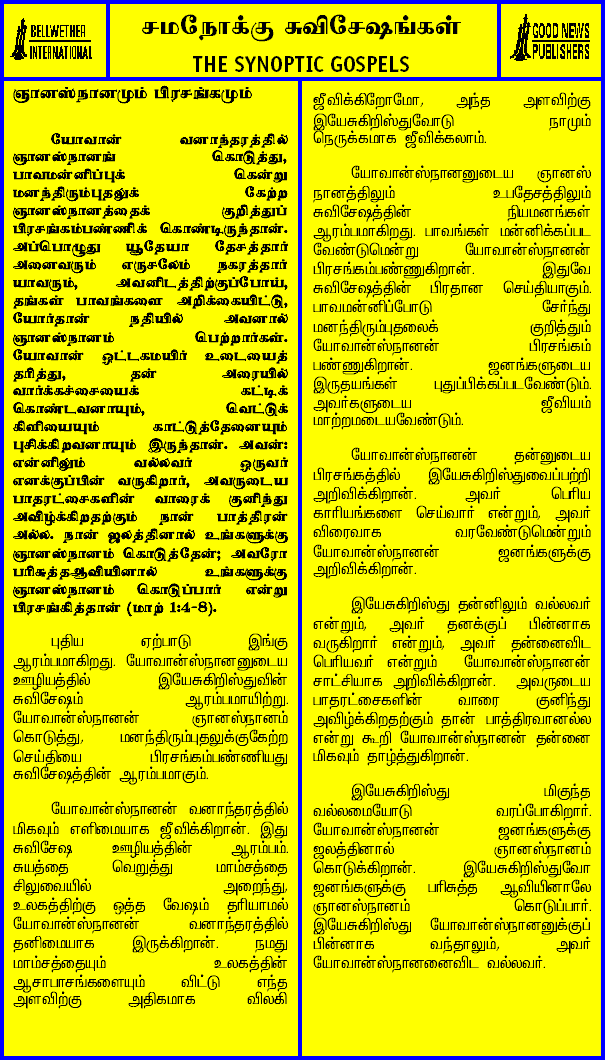 BELLWETHER
INTERNATIONAL
சமநோக்கு சுவிசேஷங்கள்
THE SYNOPTIC GOSPELS
GOOD NEWS
PUBLISHERS
ஞானஸ்நானமும் பிரசங்கமும்
யோவான் வனாந்தரத்தில்
ஞானஸ்நானங் கொடுத்து,
பாவமன்னிப்புக் கென்று
மனந்திரும்புதலுக் கேற்ற
ஞானஸ்நானத்தைக் குறித்துப்
பிரசங்கம்பண்ணிக் கொண்டிருந்தான்.
அப்பொழுது யூதேயா தேசத்தார்
அனைவரும் எருசலேம் நகரத்தார்
யாவரும், அவனிடத்திற்குப்போய்,
தங்கள் பாவங்களை அறிக்கையிட்டு,
யோர்தான் நதியில் அவனால்
ஞானஸ்நானம் பெற்றார்கள்.
யோவான் ஒட்டகமயிர் உடையைத்
தரித்து, தன் அரையில்
வார்க்கச்சையைக் கட்டிக்
கொண்டவனாயும், வெட்டுக்
கிளியையும் காட்டுத்தேனையும்
புசிக்கிறவனாயும் இருந்தான். அவன்:
என்னிலும் வல்லவர் ஒருவர்
எனக்குப்பின் வருகிறார், அவருடைய
பாதரட்சைகளின் வாரைக் குனிந்து
அவிழ்க்கிறதற்கும் நான் பாத்திரன்
அல்ல. நான் ஜலத்தினால் உங்களுக்கு
ஞானஸ்நானம் கொடுத்தேன்; அவரோ
பரிசுத்தஆவியினால் உங்களுக்கு
ஞானஸ்நானம் கொடுப்பார் என்று
பிரசங்கித்தான் (மாற் 1:4-8).
புதிய ஏற்பாடு இங்கு
ஆரம்பமாகிறது. யோவான்ஸ்நானனுடைய
ஊழியத்தில் இயேசுகிறிஸ்துவின்
சுவிசேஷம் ஆரம்பமாயிற்று.
யோவான்ஸ்நானன் ஞானஸ்நானம்
கொடுத்து, மனந்திரும்புதலுக்குகேற்ற
செய்தியை பிரசங்கம்பண்ணியது
சுவிசேஷத்தின் ஆரம்பமாகும்.
யோவான்ஸ்நானன் வனாந்தரத்தில்
மிகவும் எளிமையாக ஜீவிக்கிறான். இது
சுவிசேஷ ஊழியத்தின் ஆரம்பம்.
சுயத்தை வெறுத்து மாம்சத்தை
சிலுவையில் அறைந்து,
உலகத்திற்கு ஒத்த வேஷம் தரியாமல்
யோவான்ஸ்நானன் வனாந்தரத்தில்
தனிமையாக இருக்கிறான். நமது
மாம்சத்தையும் உலகத்தின்
ஆசாபாசங்களையும் விட்டு எந்த
அளவிற்கு அதிகமாக விலகி
ஜீவிக்கிறோமோ, அந்த அளவிற்கு
இயேசுகிறிஸ்துவோடு நாமும்
நெருக்கமாக ஜீவிக்கலாம்.
யோவான்ஸ்நானனுடைய ஞானஸ்
நானத்திலும் உபதேசத்திலும்
சுவிசேஷத்தின் நியமனங்கள்
ஆரம்பமாகிறது. பாவங்கள் மன்னிக்கப்பட
வேண்டுமென்று யோவான்ஸ்நானன்
பிரசங்கம்பண்ணுகிறான். இதுவே
சுவிசேஷத்தின் பிரதான செய்தியாகும்.
பாவமன்னிப்போடு சேர்ந்து
மனந்திரும்புதலைக் குறித்தும்
யோவான்ஸ்நானன் பிரசங்கம்
பண்ணுகிறான். ஜனங்களுடைய
இருதயங்கள் புதுப்பிக்கப்படவேண்டும்.
அவர்களுடைய ஜீவியம்
மாற்றமடையவேண்டும்.
யோவான்ஸ்நானன் தன்னுடைய
பிரசங்கத்தில் இயேசுகிறிஸ்துவைப்பற்றி
அறிவிக்கிறான். அவர் பெரிய
காரியங்களை செய்வார் என்றும், அவர்
விரைவாக வரவேண்டுமென்றும்
யோவான்ஸ்நானன் ஜனங்களுக்கு
அறிவிக்கிறான்.
இயேசுகிறிஸ்து தன்னிலும் வல்லவர்
என்றும், அவர் தனக்குப் பின்னாக
வருகிறார் என்றும், அவர் தன்னைவிட
பெரியவர் என்றும் யோவான்ஸ்நானன்
சாட்சியாக அறிவிக்கிறான். அவருடைய
பாதரட்சைகளின் வாரை குனிந்து
அவிழ்க்கிறதற்கும் தான் பாத்திரவானல்ல
என்று கூறி யோவான்ஸ்நானன் தன்னை
மிகவும் தாழ்த்துகிறான்.
இயேசுகிறிஸ்து மிகுந்த
வல்லமையோடு வரப்போகிறார்.
யோவான்ஸ்நானன் ஜனங்களுக்கு
ஜலத்தினால் ஞானஸ்நானம்
கொடுக்கிறான். இயேசுகிறிஸ்துவோ
ஜனங்களுக்கு பரிசுத்த ஆவியினாலே
ஞானஸ்நானம் கொடுப்பார்.
இயேசுகிறிஸ்து யோவான்ஸ்நானனுக்குப்
பின்னாக வந்தாலும், அவர்
யோவான்ஸ்நானனைவிட வல்லவர்.